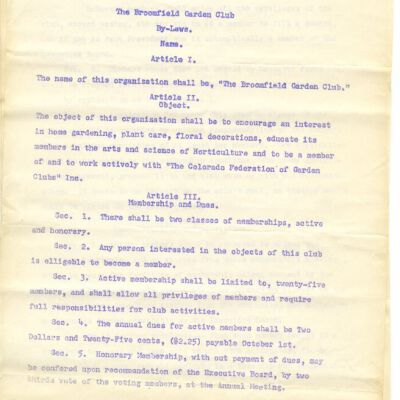 The Broomfield Garden Club
By-Laws.
Name.
Article I.
The name of this organization shall be, "The Broomfield Garden Club."
Article II.
Object.
The object of this organization shall be to encourage an interest
in home gardening, plant care, floral decorations, educate its
members in the arts and science of Horticulture and to be a member
of and to work actively with "The Colorado Federation of Garden
Clubs" Inc.
Article III.
Membership and Dues.
Sec. 1. There shall be two classes of memberships, active
and honorary.
Sec. 2. Any person interested in the objects of this club
is elligible to become a member.
Sec. 3. Active membership shall be limited to, twenty-five
members, and shall allow all privileges of members and require
full responsibilities for club activities.
Sec. 4. The annual dues for active members shall be Two
Dollars and Twenty-Five cents, ($2.25) payable October 1st.
Sec. 5. Honorary Membership, with out payment of dues, may
be confered upon recommendation of the Executive Board, by two
thirds vote of the voting members, at the Annual Meeting.